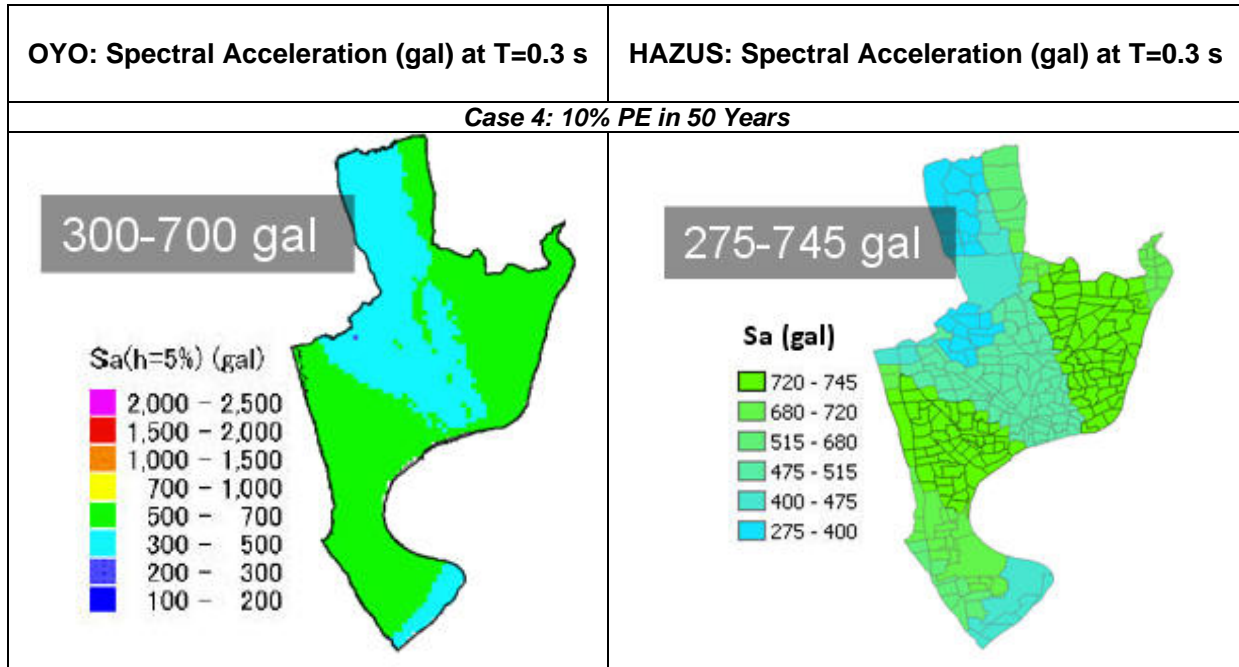 OYO: Spectral Acceleration (gal) at T=0.3 s
HAZUS: Spectral Acceleration (gal) at T=0.3 s
Case 4: 10% PE in 50 Years
300-700 gal
Sa(h=5%) (gal)
2,000 - 2,500
1,500 - 2,000
1,000 - 1,500
700 - 1,000
500 - 700
300 - 500
200 - 300
100 - 200
275-745 gal
Sa (gal)
720 - 745
680 - 720
515 - 680
475 - 515
400 - 475
275 - 400